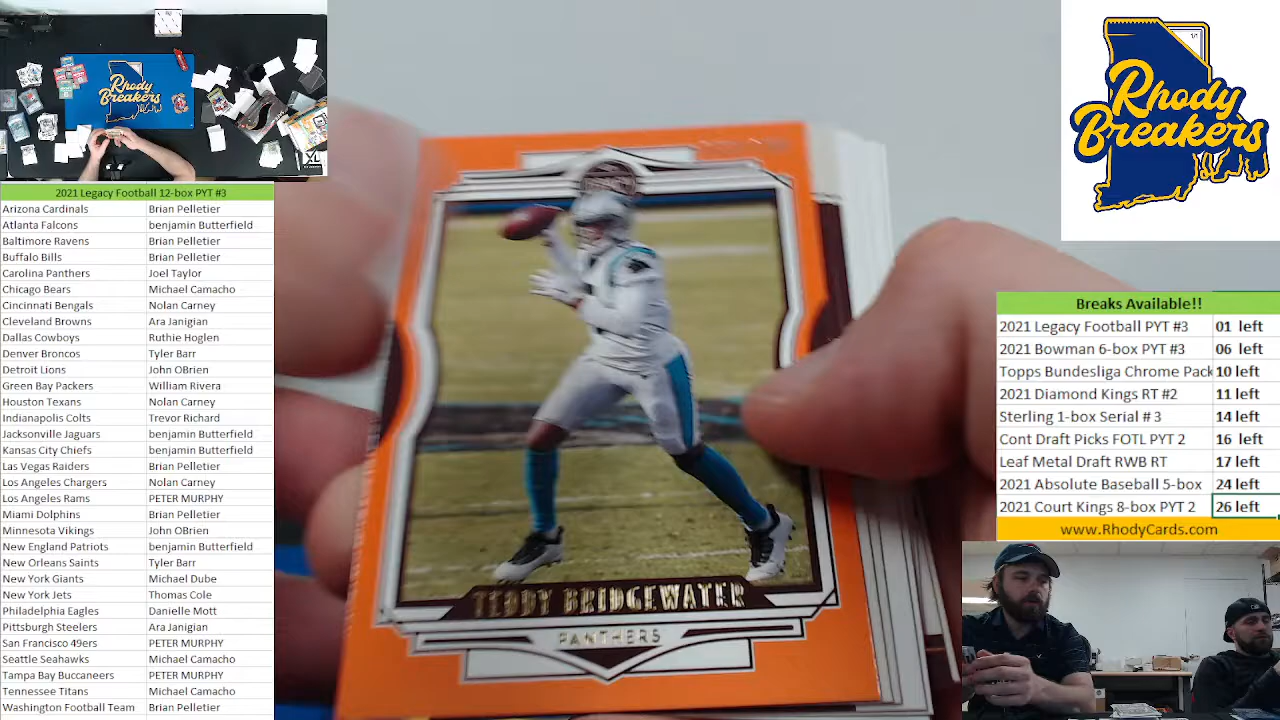 Rhody
Breakers
2021 Legacy Football 12-box PYT #3
Arizona Cardinals Brian Pelletier
Atlanta Falcons benjamin Butterfield
Baltimore Ravens Brian Pelletier
Buffalo Bills Brian Pelletier
Carolina Panthers Joel Taylor
Chicago Bears Michael Camacho
Cincinnati Bengals Nolan Carney
Cleveland Browns Ara Janigian
Dallas Cowboys Ruthie Hoglen
Denver Broncos Tyler Barr
Detroit Lions John OBrien
Green Bay Packers William Rivera
Houston Texans Nolan Carney
Indianapolis Colts Trevor Richard
Jacksonville Jaguars benjamin Butterfield
Kansas City Chiefs benjamin Butterfield
Las Vegas Raiders Brian Pelletier
Los Angeles Chargers Nolan Carney
Los Angeles Rams PETER MURPHY
Miami Dolphins Brian Pelletier
Minnesota Vikings John OBrien
New England Patriots benjamin Butterfield
New Orleans Saints Tyler Barr
New York Giants Michael Dube
New York Jets Thomas Cole
Philadelphia Eagles Danielle Mott
Pittsburgh Steelers Ara Janigian
San Francisco 49ers PETER MURPHY
Seattle Seahawks Michael Camacho
Tampa Bay Buccaneers PETER MURPHY
Tennessee Titans Michael Camacho
Washington Football Team Brian Pelletier
TEDDY BRIDGEWATER
PANTHERS
Rhody
Breakers
Breaks Available!!
2021 Legacy Football PYT #3 01 left
2021 Bowman 6-box PYT #3 06 left
Topps Bundesliga Chrome Pack 10 left
2021 Diamond Kings RT #2 11 left
Sterling 1-box Serial # 3 14 left
Cont Draft Picks FOTL PYT 2 16 left
Leaf Metal Draft RWB RT 17 left
2021 Absolute Baseball 5-box 24 left
2021 Court Kings 8-box PYT 2 26 left
www.RhodyCards.com